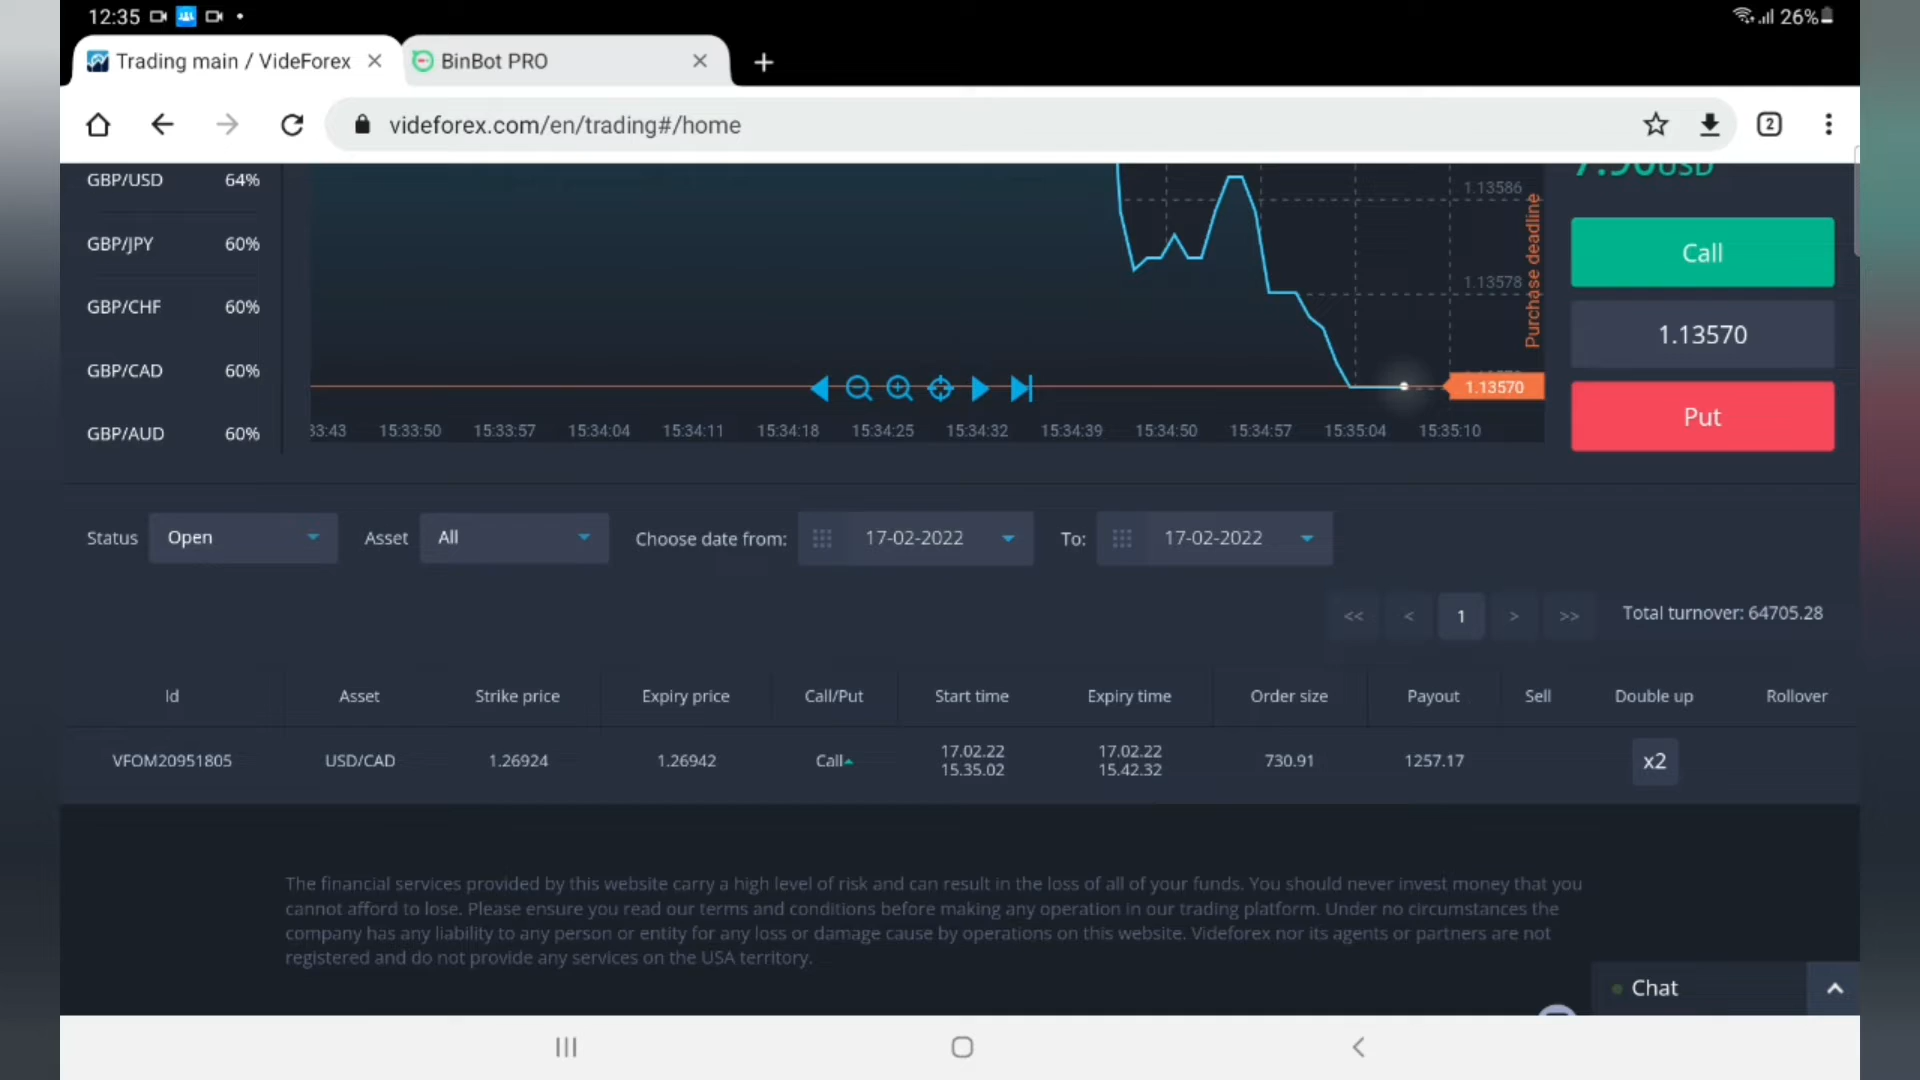 12:35
26%
Trading main / VideForex
BinBot PRO
videforex.com/en/trading#/home
2
GBP/USD 64%
GBP/JPY 60%
GBP/CHF 60%
GBP/CAD 60%
GBP/AUD 60%
1.13586
1.13578
1.13570
Purchase deadline
33:43 15:33:50 15:33:57 15:34:04 15:34:11 15:34:18 15:34:25 15:34:32 15:34:39 15:34:50 15:34:57 15:35:04 15:35:10
7.90USD
Call
1.13570
Put
Status Open Asset All Choose date from: 17-02-2022 To: 17-02-2022
<< < 1 > >> Total turnover: 64705.28
Id Asset Strike price Expiry price Call/Put Start time Expiry time Order size Payout Sell Double up Rollover
VFOM20951805 USD/CAD 1.26924 1.26942 Call 17.02.22 15.35.02 17.02.22 15.42.32 730.91 1257.17 x2
The financial services provided by this website carry a high level of risk and can result in the loss of all of your funds. You should never invest money that you
cannot afford to lose. Please ensure you read our terms and conditions before making any operation in our trading platform. Under no circumstances the
company has any liability to any person or entity for any loss or damage cause by operations on this website. Videforex nor its agents or partners are not
registered and do not provide any services on the USA territory.
Chat